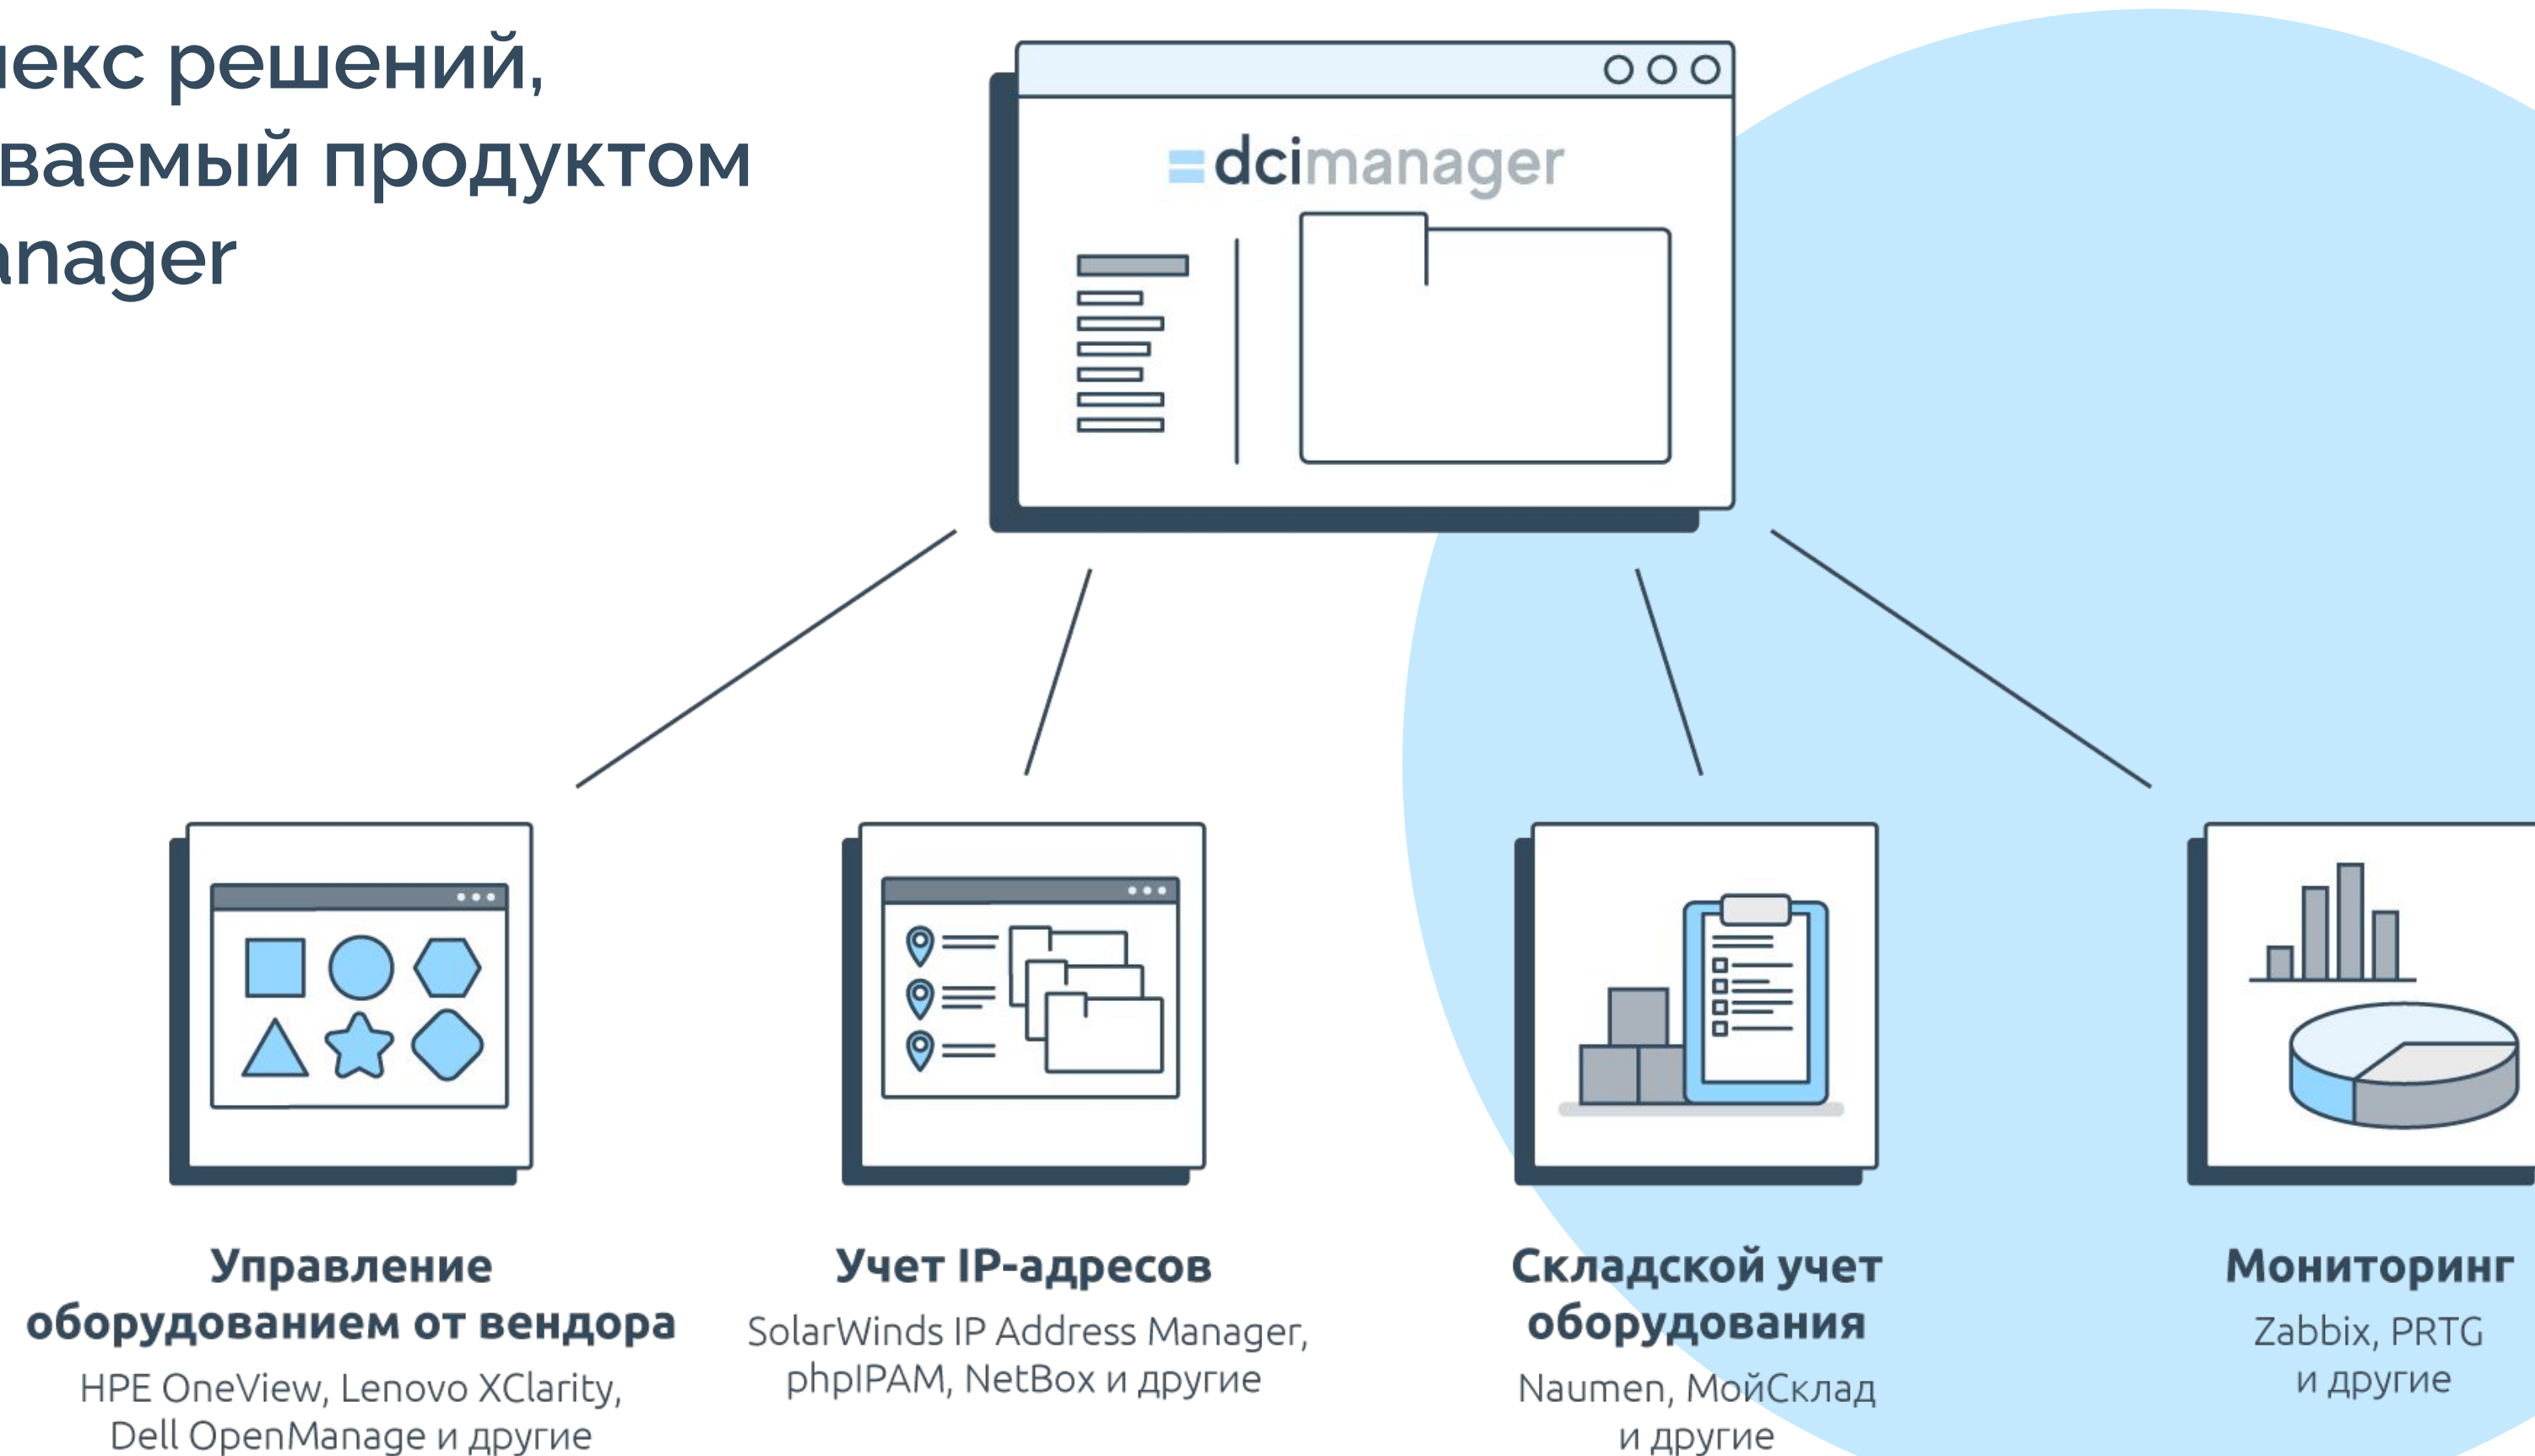 лекс решений,
ваемый продуктом
anager
dcimanager
Управление
оборудованием от вендора
HPE OneView, Lenovo XClarity,
Dell OpenManage и другие
Учет IP-адресов
SolarWinds IP Address Manager,
phpIPAM, NetBox и другие
Складской учет
оборудования
Naumen, МойСклад
и другие
Мониторинг
Zabbix, PRTG
и другие